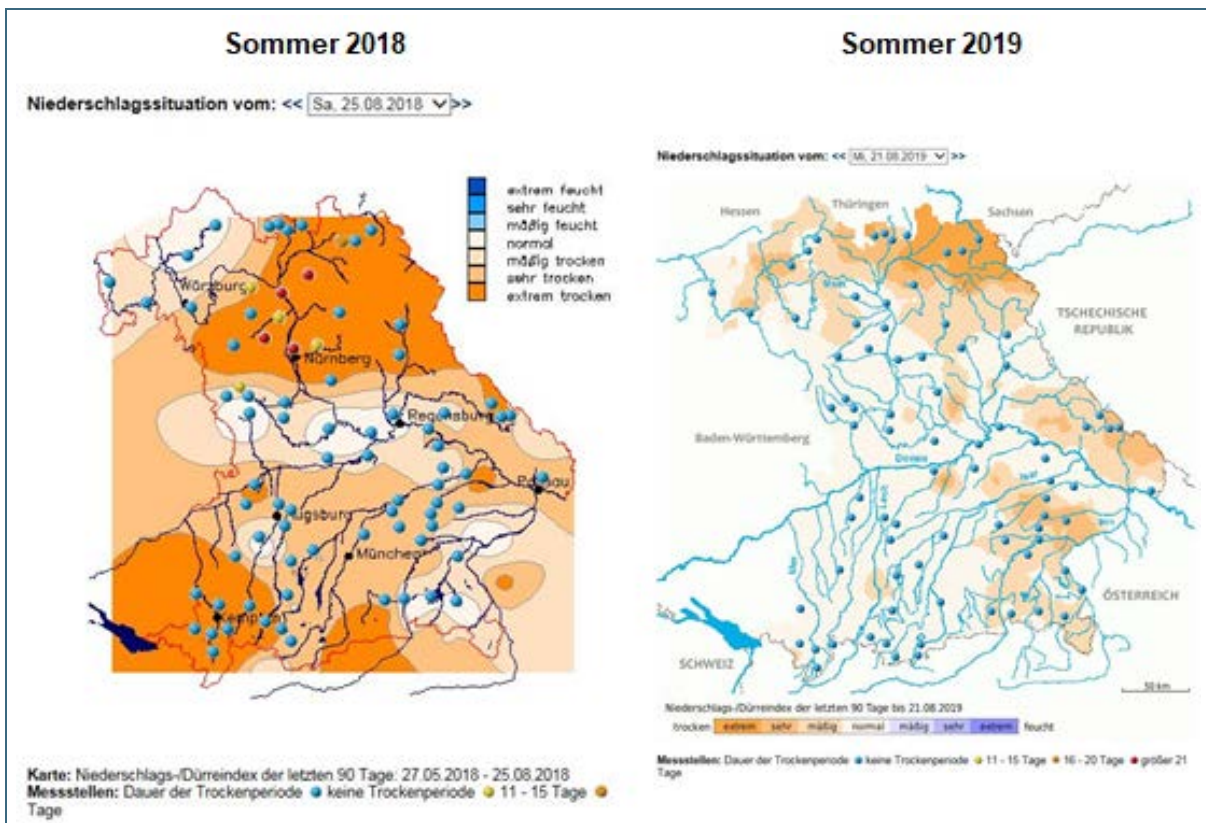 Sommer 2018
Niederschlagssituation vom: << Sa, 25.08.2018 >>
extrem feucht
sehr feucht
mäßig feucht
normal
mäßig trocken
sehr trocken
extrem trocken
Würzburg
Nürnberg
Regensburg
Passau
Augsburg
München
Kempten
Karte: Niederschlags-/Dürreindex der letzten 90 Tage: 27.05.2018 - 25.08.2018
Messstellen: Dauer der Trockenperiode keine Trockenperiode 11 - 15 Tage
Tage
Sommer 2019
Niederschlagssituation vom: << Mi, 21.08.2019 >>
Hessen
Thüringen
Sachsen
Main
TSCHECHISCHE
REPUBLIK
Baden-Württemberg
Donau
Isar
Lech
Inn
Iller
ÖSTERREICH
SCHWEIZ
50 km
Niederschlags-/Dürreindex der letzten 90 Tage bis 21.08.2019
trocken extrem sehr mäßig normal mäßig sehr extrem feucht
Messstellen: Dauer der Trockenperiode keine Trockenperiode 11 - 15 Tage 16 - 20 Tage größer 21
Tage